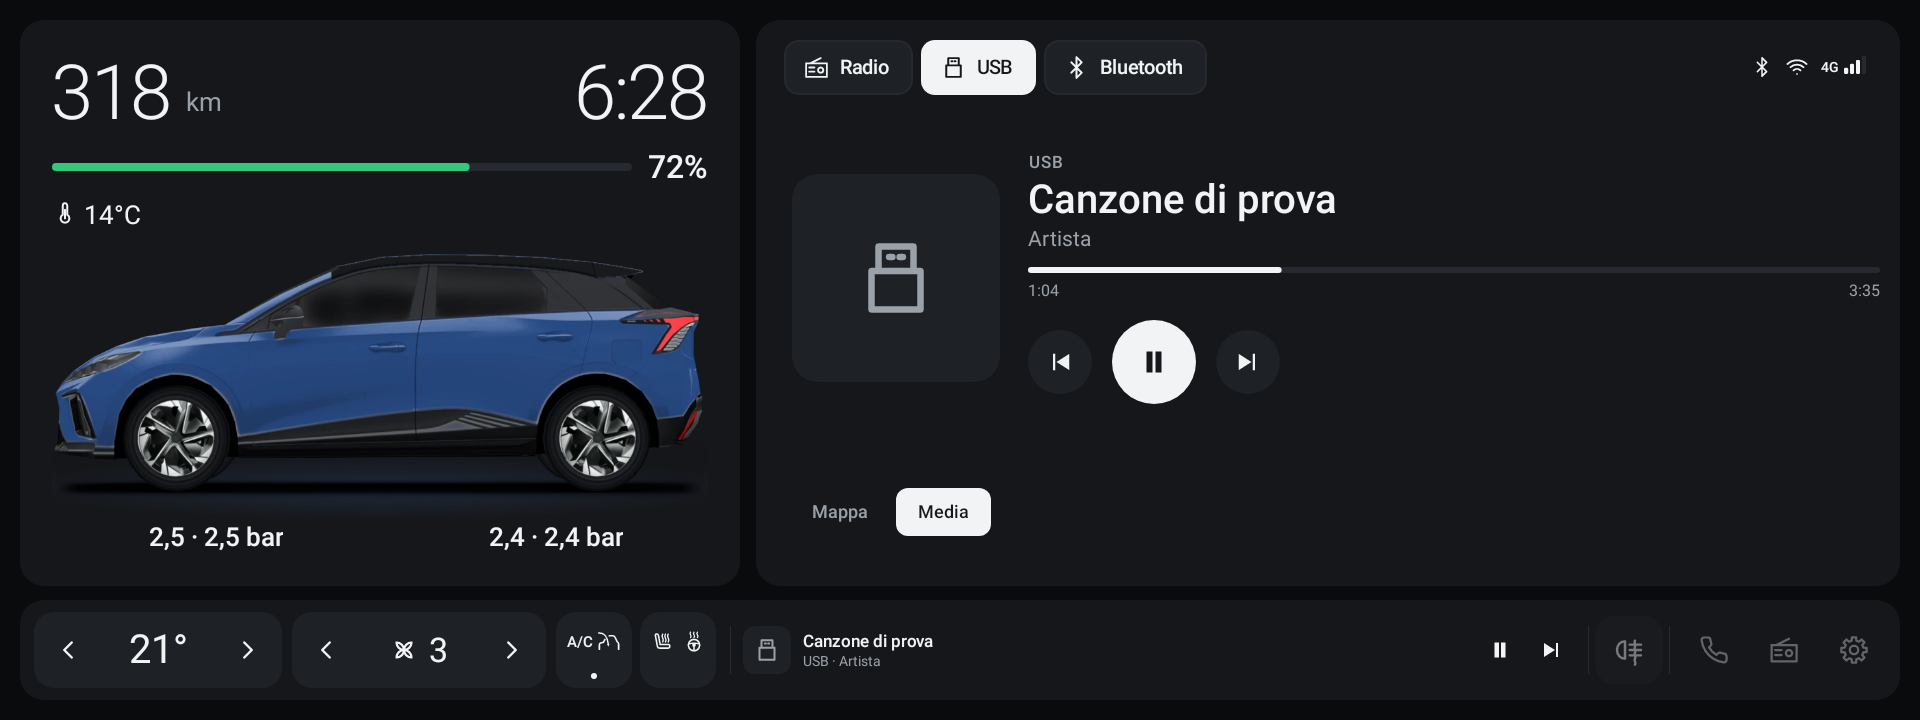 318 km
6:28
72%
14°C
2,5 · 2,5 bar
2,4 · 2,4 bar
Radio
USB
Bluetooth
4G
USB
Canzone di prova
Artista
1:04
3:35
Mappa
Media
21°
3
A/C
Canzone di prova
USB · Artista